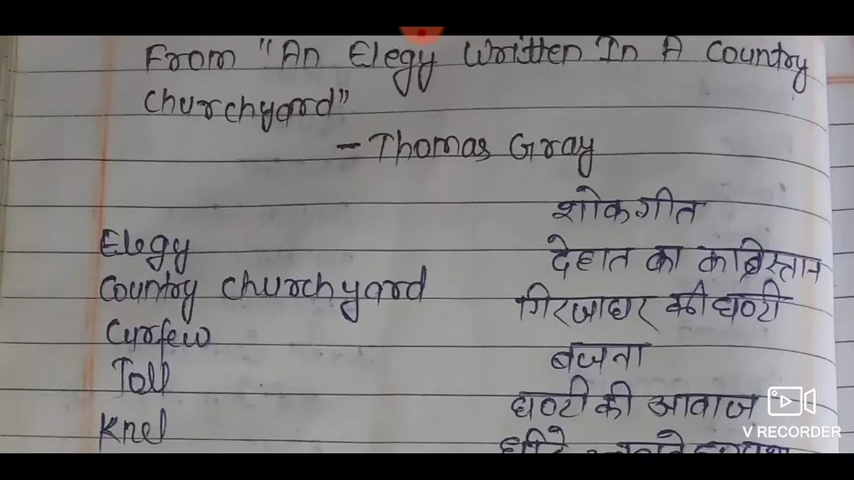 From "An Elegy Written In A Country
Churchyard"
- Thomas Gray
Elegy शोकगीत
Country Churchyard देहात का काब्रिस्तान
Curfew गिरजाघर की घण्टी
Toll बजना
Knel घण्टी की आवाज
V RECORDER